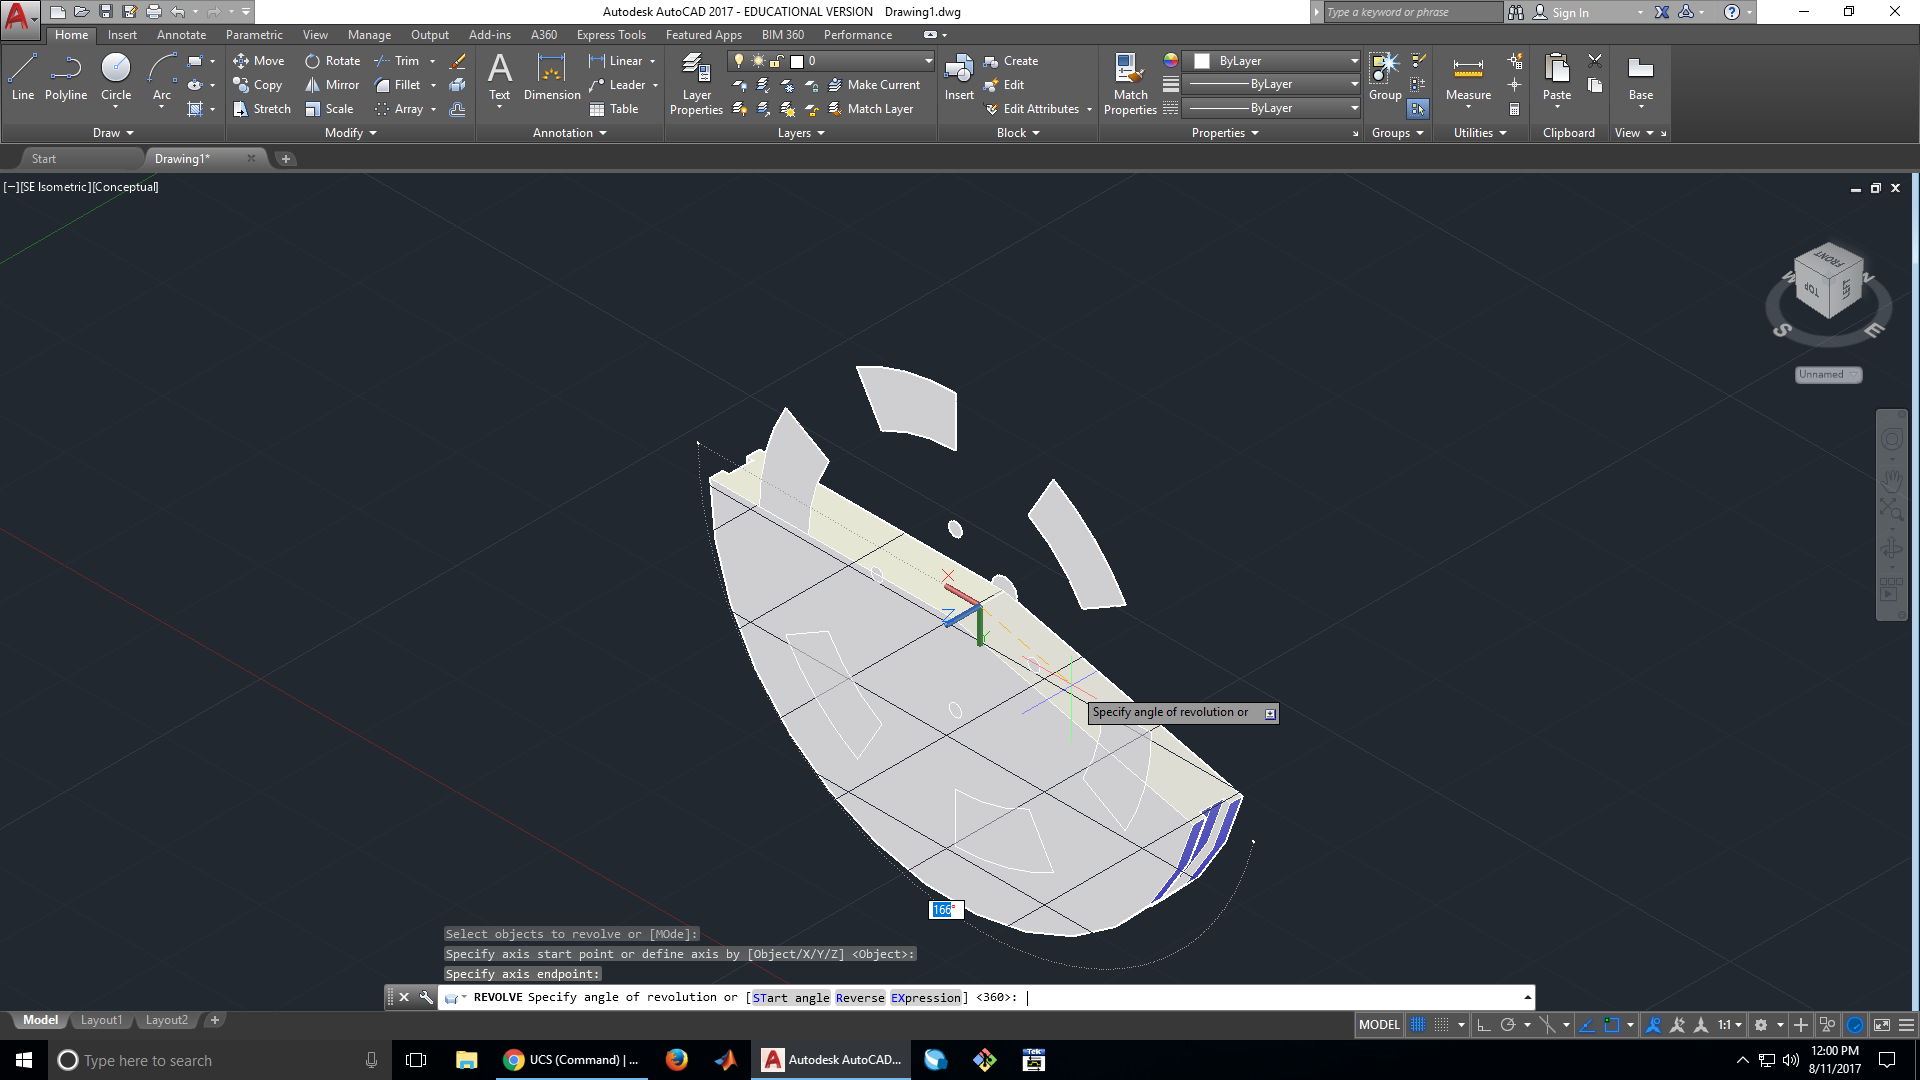 Autodesk AutoCAD 2017 - EDUCATIONAL VERSION Drawing1.dwg
Type a keyword or phrase
Sign In
Home Insert Annotate Parametric View Manage Output Add-ins A360 Express Tools Featured Apps BIM 360 Performance
Line Polyline Circle Arc
Move Rotate Trim
Copy Mirror Fillet
Stretch Scale Array
Text Dimension
Linear
Leader
Table
Layer Properties
0
Make Current
Match Layer
Insert
Create
Edit
Edit Attributes
Match Properties
ByLayer
ByLayer
ByLayer
Group
Measure
Paste
Base
Draw Modify Annotation Layers Block Properties Groups Utilities Clipboard View
Start Drawing1*
[−][SE Isometric][Conceptual]
FRONT
TOP
LEFT
W N
S E
Unnamed
X
Z
Y
Specify angle of revolution or
166°
Select objects to revolve or [MOde]:
Specify axis start point or define axis by [Object/X/Y/Z] <Object>:
Specify axis endpoint:
REVOLVE Specify angle of revolution or [STart angle Reverse EXpression] <360>:
Model Layout1 Layout2
MODEL 1:1
Type here to search
UCS (Command) | ...
Autodesk AutoCAD...
Tek
12:00 PM
8/11/2017